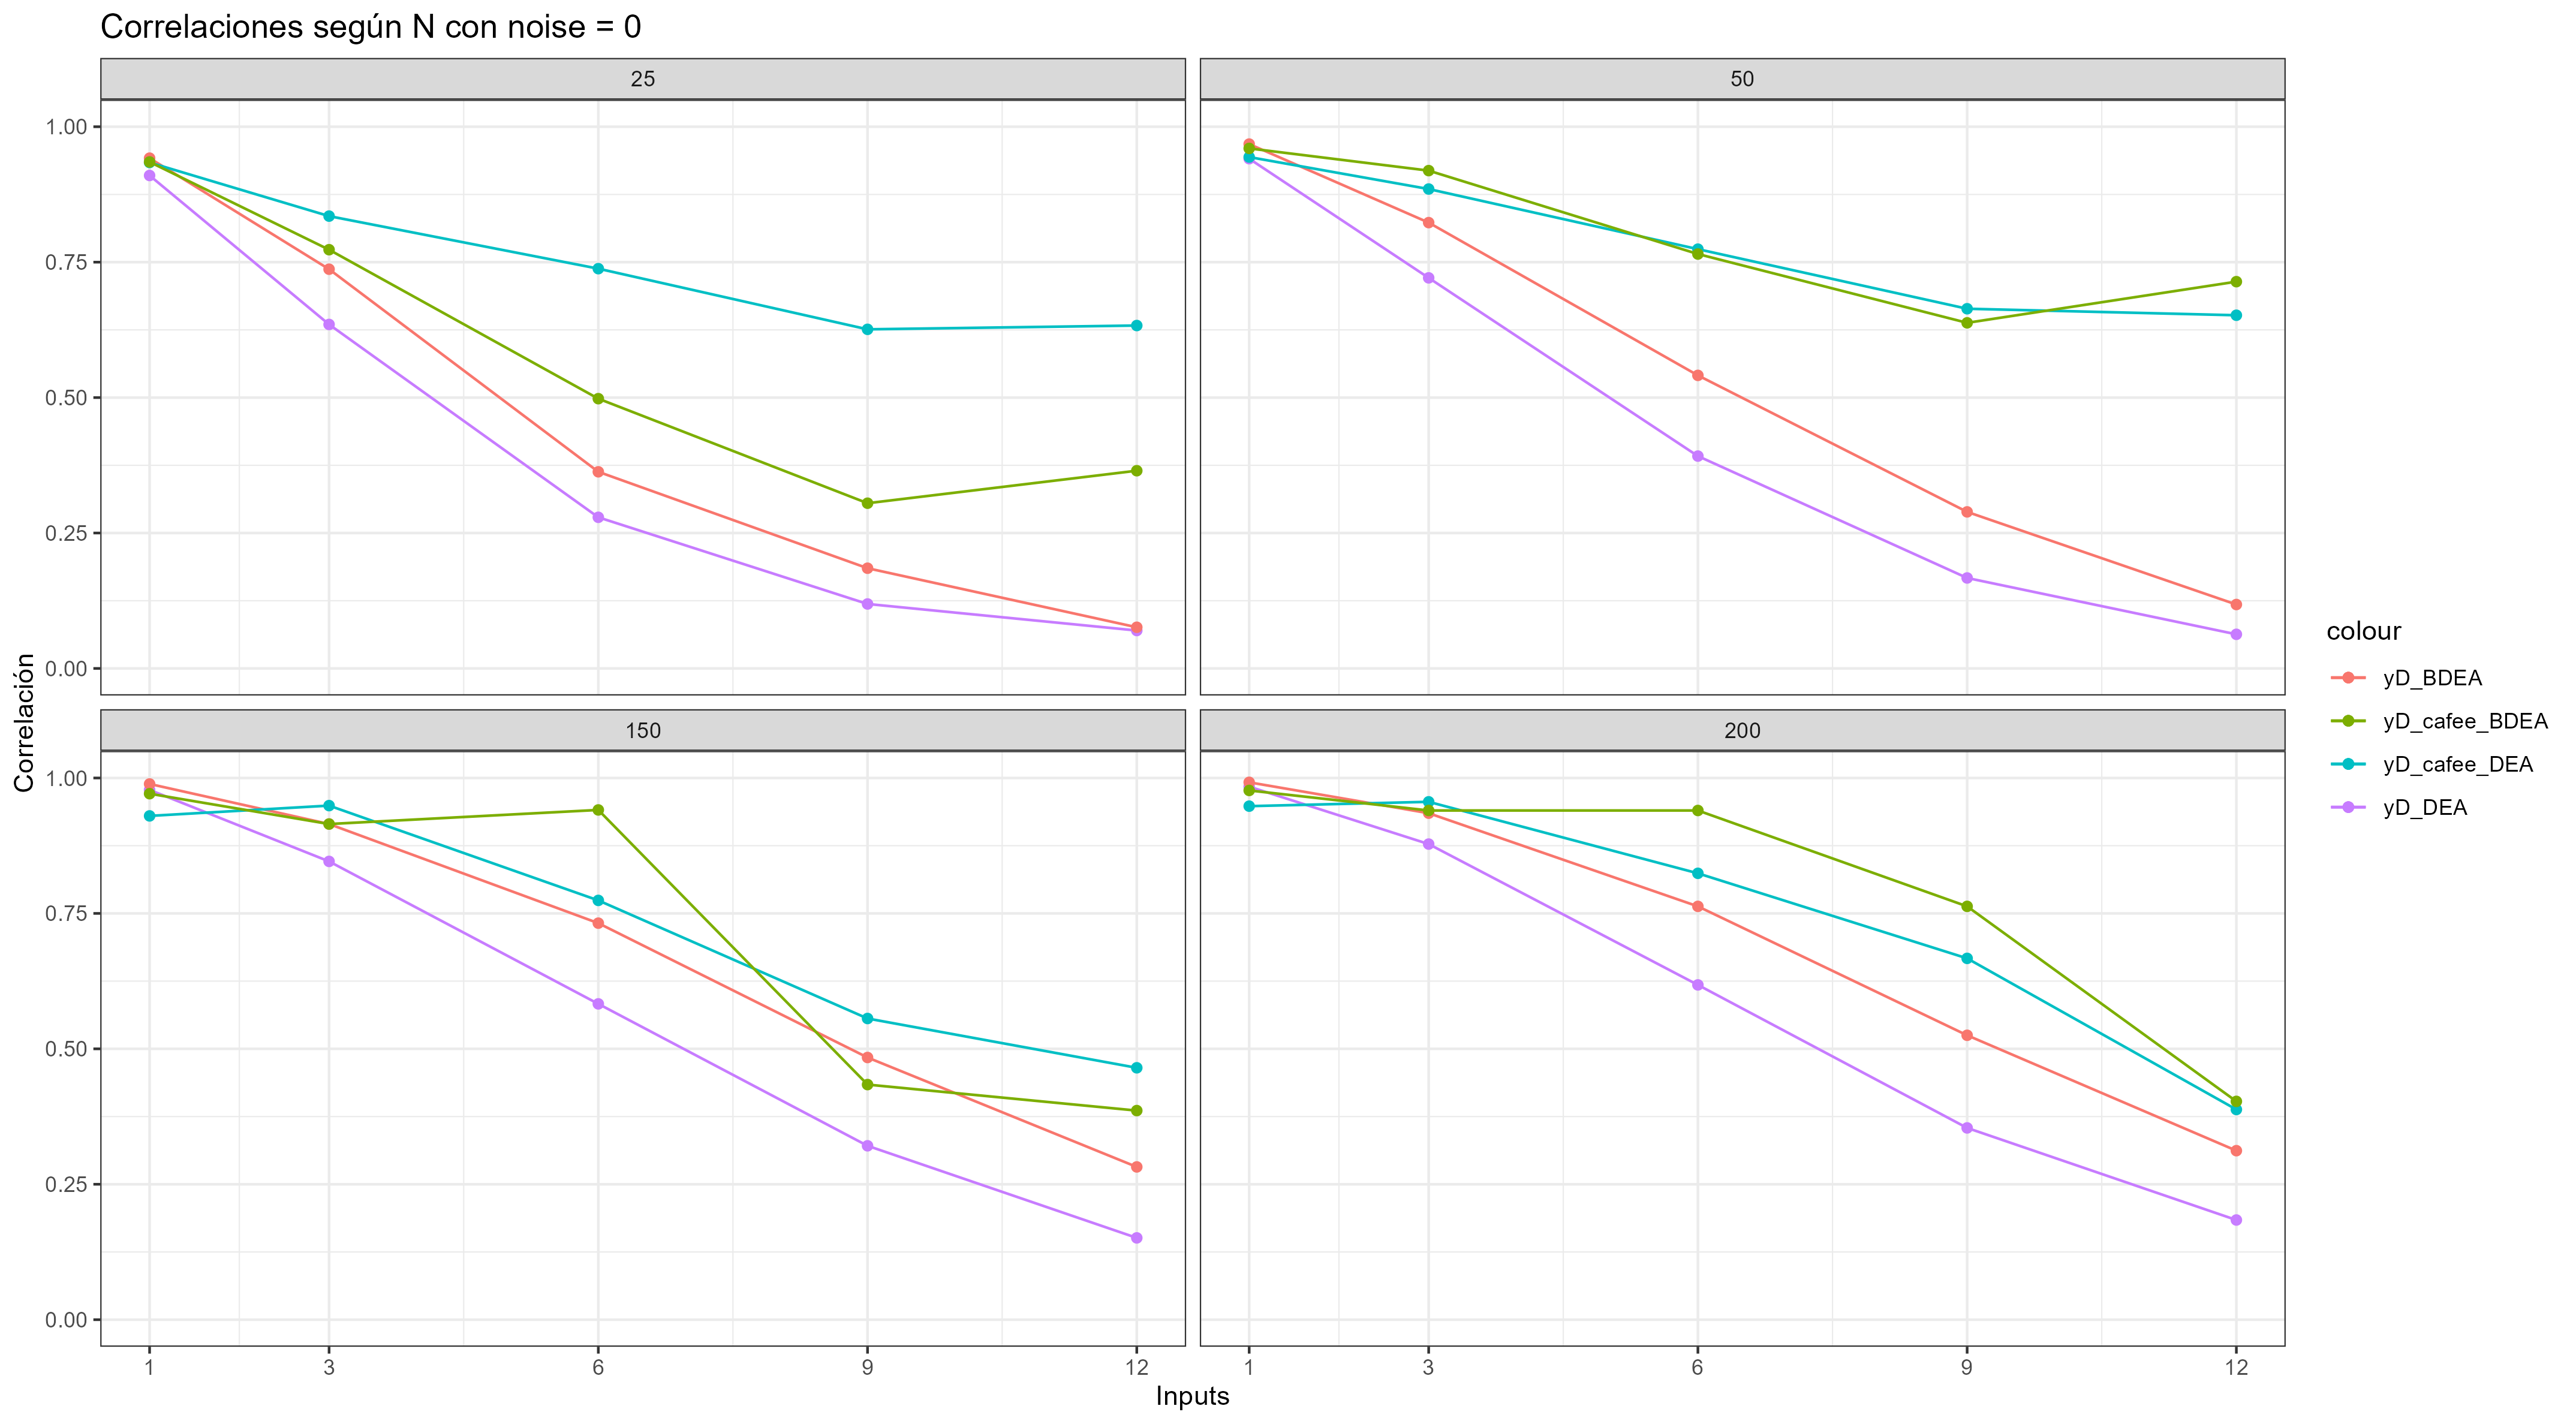 Correlaciones según N con noise = 0
25
50
1.00
0.75
0.50
0.25
0.00
150
200
1.00
0.75
0.50
0.25
0.00
1 3 6 9 12
1 3 6 9 12
Inputs
Correlación
colour
yD_BDEA
yD_cafee_BDEA
yD_cafee_DEA
yD_DEA